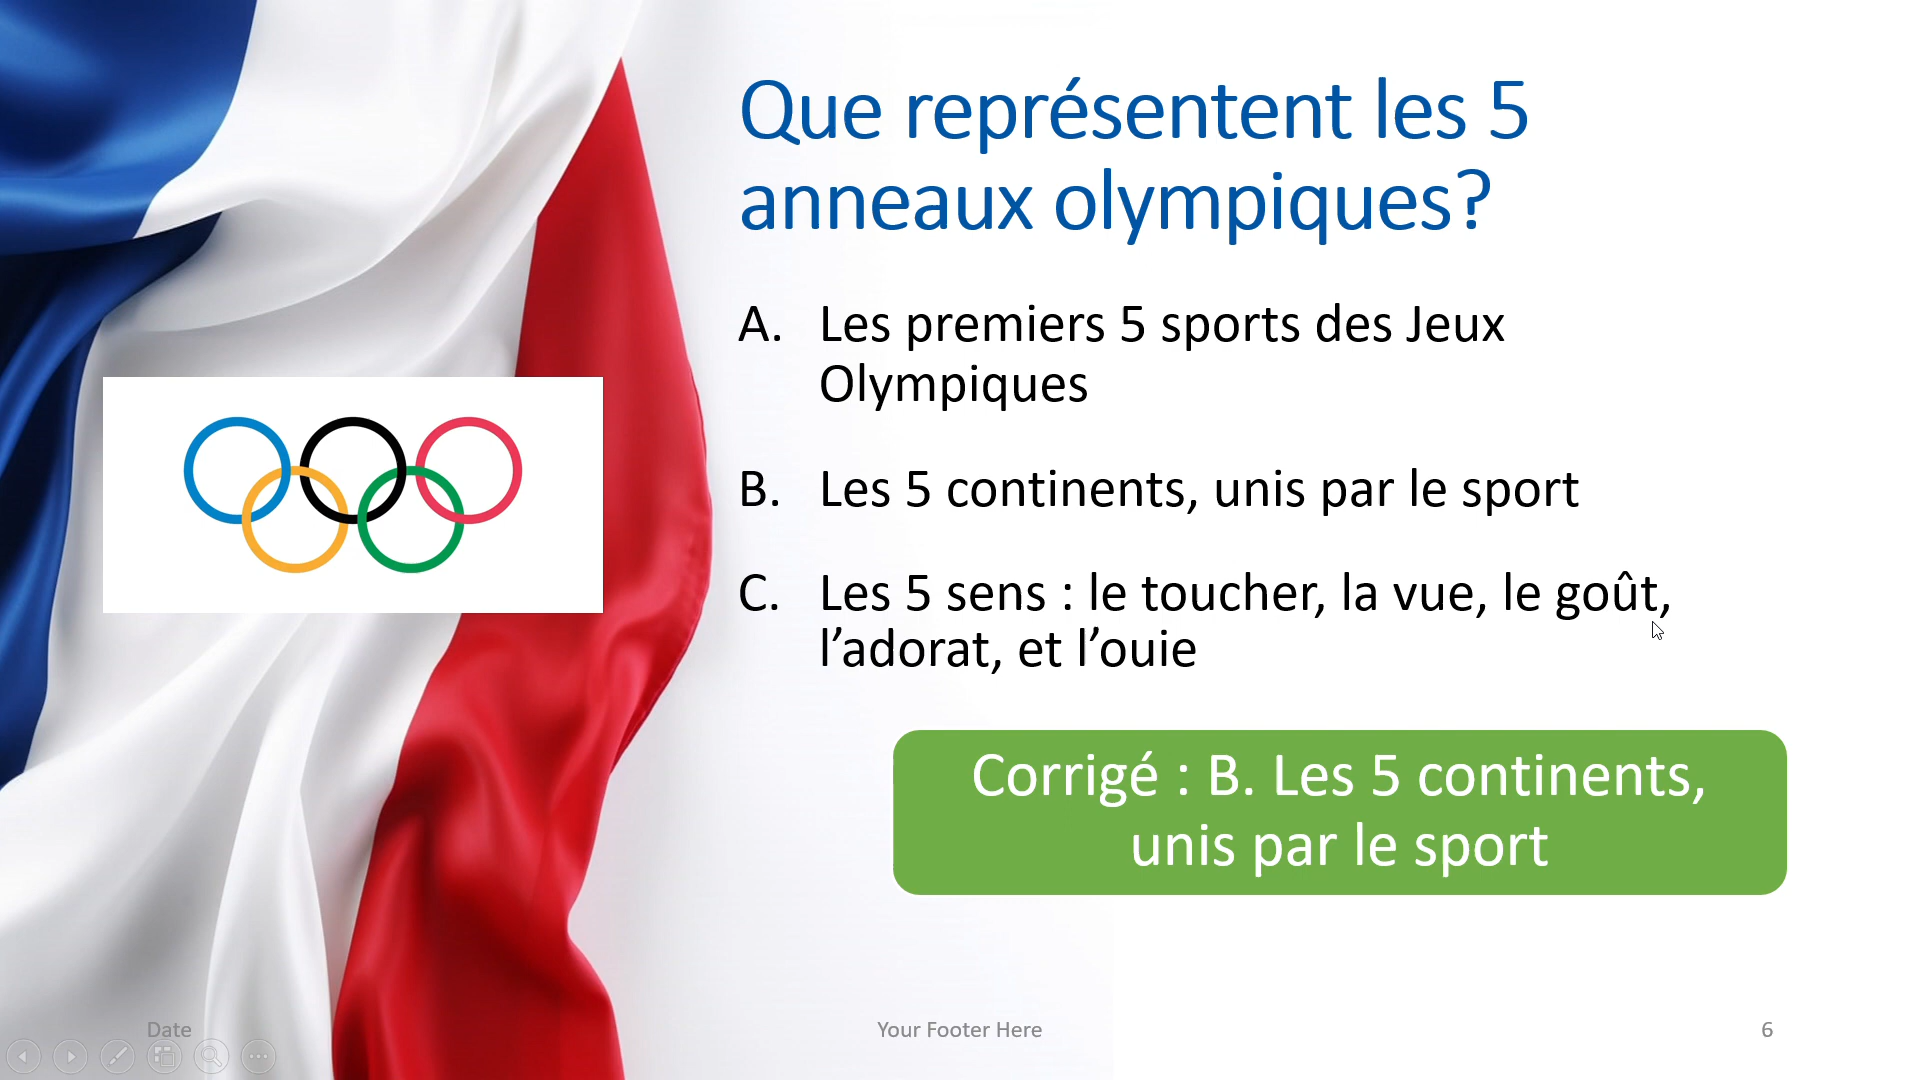 Que représentent les 5
anneaux olympiques?
A. Les premiers 5 sports des Jeux
Olympiques
B. Les 5 continents, unis par le sport
C. Les 5 sens : le toucher, la vue, le goût,
l’adorat, et l’ouie
Corrigé : B. Les 5 continents,
unis par le sport
Date
Your Footer Here
6